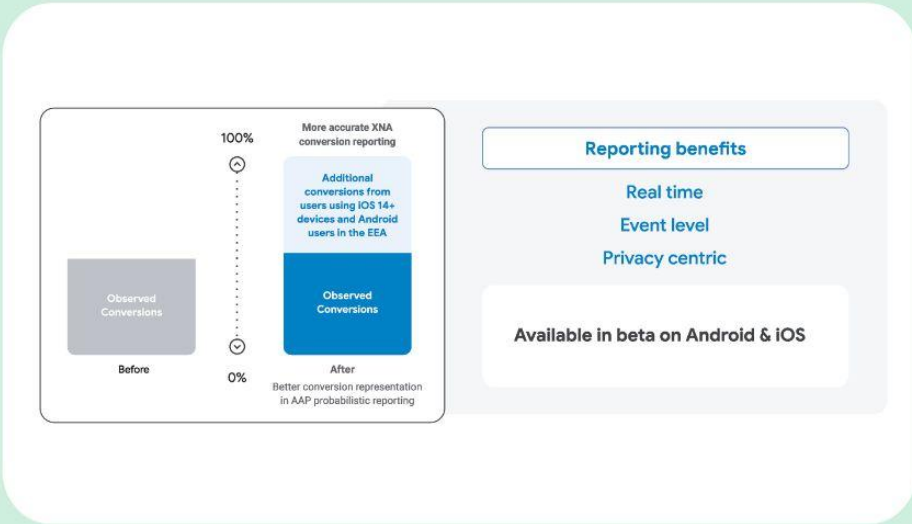 100%
0%
Observed
Conversions
Before
More accurate XNA
conversion reporting
Additional
conversions from
users using iOS 14+
devices and Android
users in the EEA
Observed
Conversions
After
Better conversion representation
in AAP probabilistic reporting
Reporting benefits
Real time
Event level
Privacy centric
Available in beta on Android & iOS